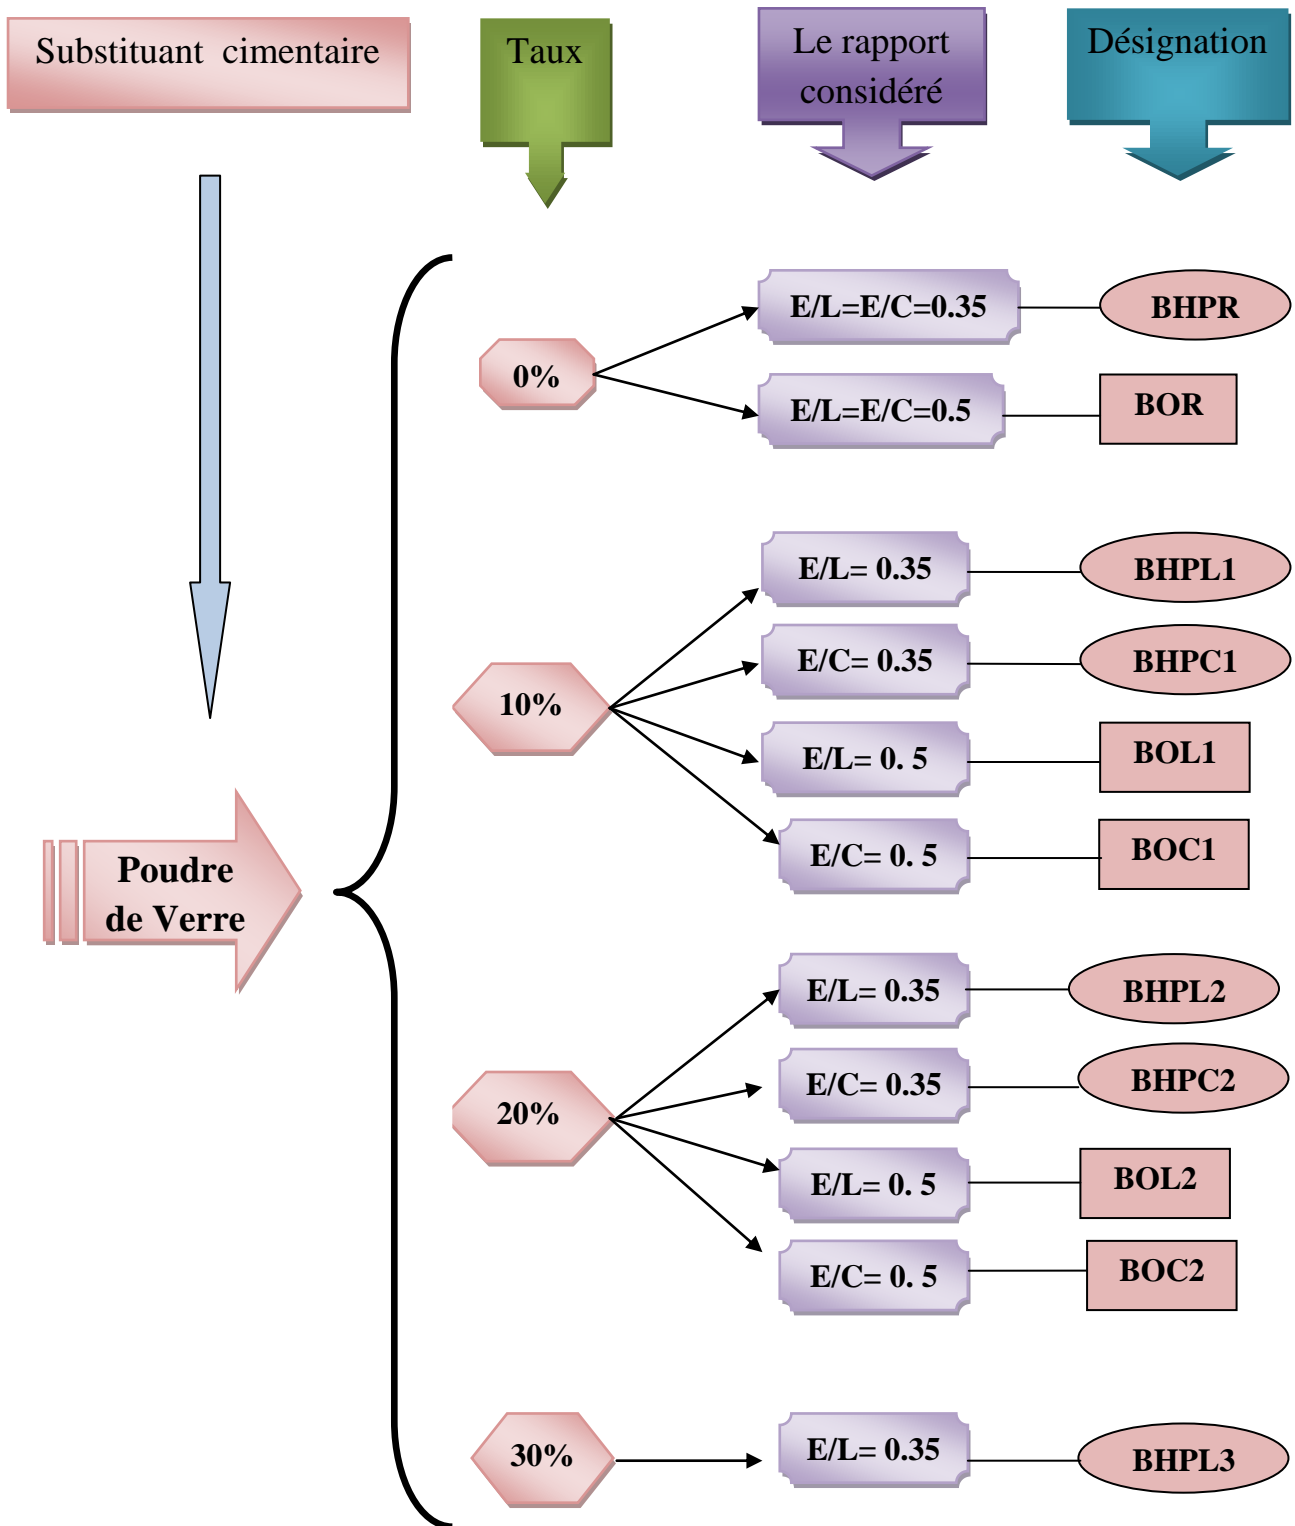 Substituant cimentaire
Taux
Le rapport
considéré
Désignation
E/L=E/C=0.35
BHPR
0%
E/L=E/C=0.5
BOR
E/L= 0.35
BHPL1
E/C= 0.35
BHPC1
10%
E/L= 0. 5
BOL1
E/C= 0. 5
BOC1
Poudre
de Verre
E/L= 0.35
BHPL2
E/C= 0.35
BHPC2
20%
E/L= 0. 5
BOL2
E/C= 0. 5
BOC2
30%
E/L= 0.35
BHPL3